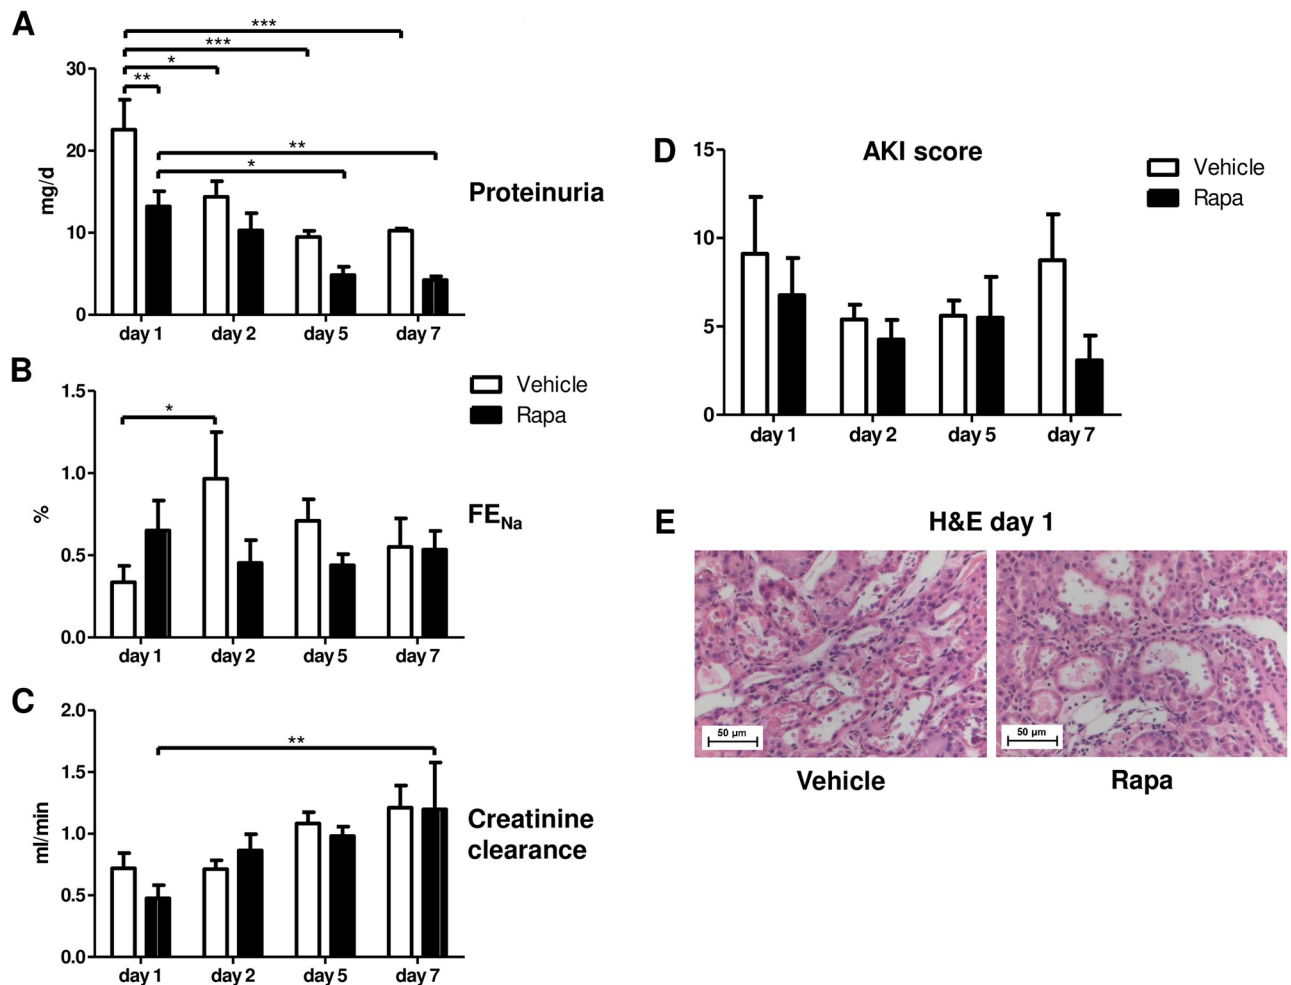 A
***
***
*
**
**
*
30
20
10
0
mg/d
Proteinuria
day 1 day 2 day 5 day 7
B
Vehicle
Rapa
*
1.5
1.0
0.5
0.0
%
FENa
day 1 day 2 day 5 day 7
C
**
2.0
1.5
1.0
0.5
0.0
ml/min
Creatinine
clearance
day 1 day 2 day 5 day 7
D
AKI score
Vehicle
Rapa
15
10
5
0
day 1 day 2 day 5 day 7
E
H&E day 1
50 µm
50 µm
Vehicle
Rapa